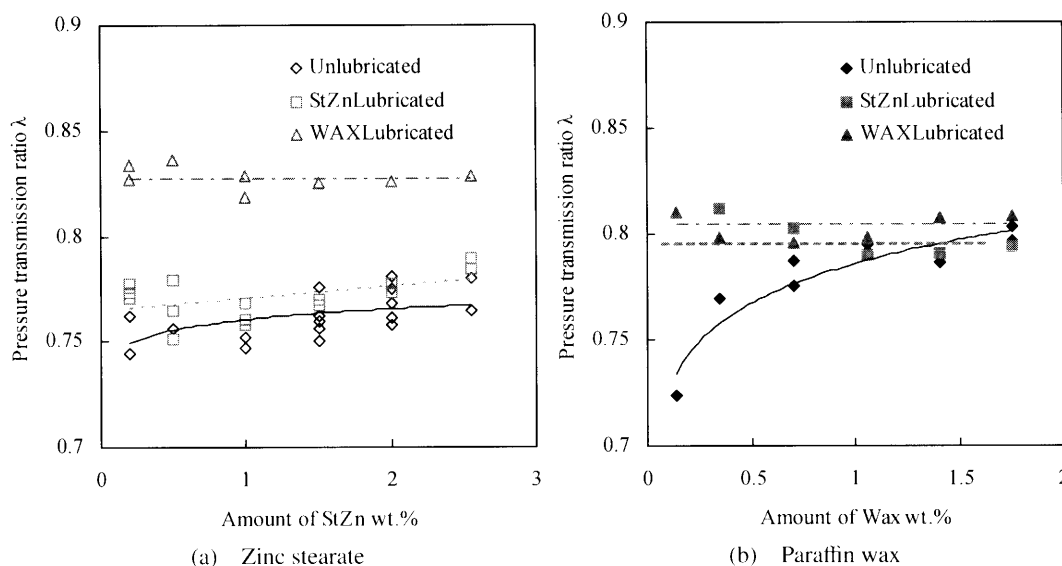 0.9
0.85
0.8
0.75
0.7
Pressure transmission ratio λ
Unlubricated
StZnLubricated
WAXLubricated
0
1
2
3
Amount of StZn wt.%
(a) Zinc stearate
0.9
0.85
0.8
0.75
0.7
Pressure transmission ratio λ
Unlubricated
StZnLubricated
WAXLubricated
0
0.5
1
1.5
2
Amount of Wax wt.%
(b) Paraffin wax